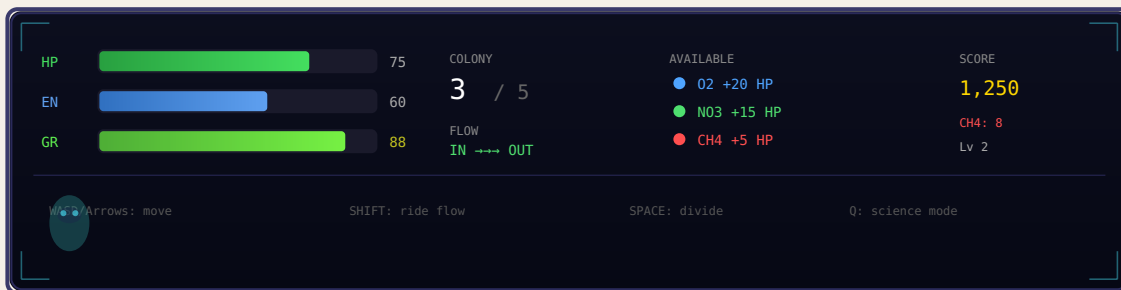 HP 75
EN 60
GR 88
COLONY
3 / 5
FLOW
IN →→→ OUT
AVAILABLE
O2 +20 HP
NO3 +15 HP
CH4 +5 HP
SCORE
1,250
CH4: 8
Lv 2
WASD/Arrows: move
SHIFT: ride flow
SPACE: divide
Q: science mode